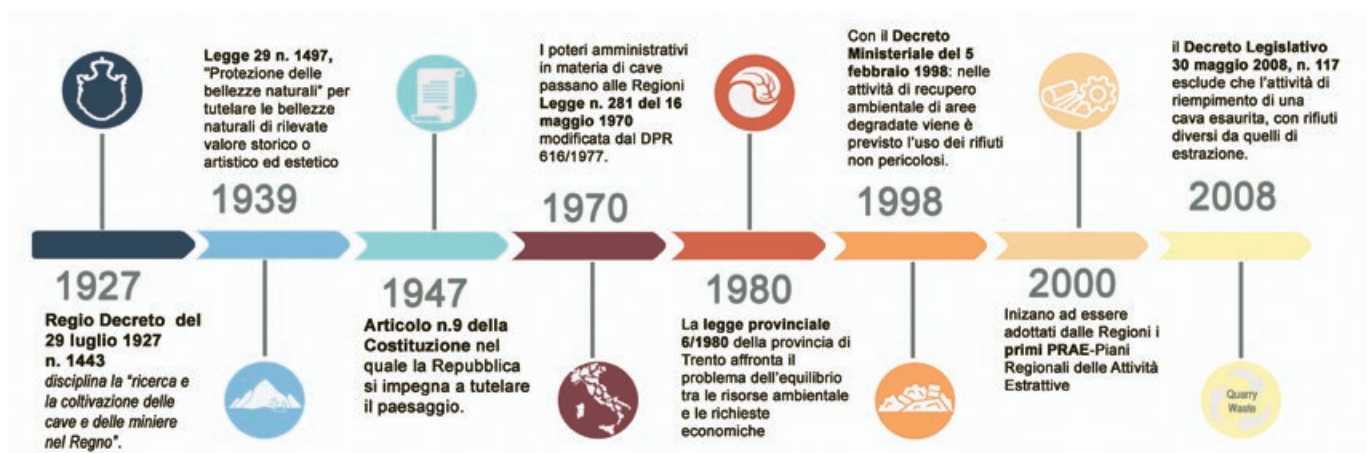 1927
Regio Decreto del
29 luglio 1927
n. 1443
disciplina la "ricerca e
la coltivazione delle
cave e delle miniere
nel Regno".
Legge 29 n. 1497,
"Protezione delle
bellezze naturali" per
tutelare le bellezze
naturali di rilevate
valore storico o
artistico ed estetico
1939
1947
Articolo n.9 della
Costituzione nel
quale la Repubblica
si impegna a tutelare
il paesaggio.
I poteri amministrativi
in materia di cave
passano alle Regioni
Legge n. 281 del 16
maggio 1970
modificata dal DPR
616/1977.
1970
1980
La legge provinciale
6/1980 della provincia di
Trento affronta il
problema dell'equilibrio
tra le risorse ambientale
e le richieste
economiche
Con il Decreto
Ministeriale del 5
febbraio 1998: nelle
attività di recupero
ambientale di aree
degradate viene è
previsto l'uso dei rifiuti
non pericolosi.
1998
2000
Inizano ad essere
adottati dalle Regioni i
primi PRAE-Piani
Regionali delle Attività
Estrattive
il Decreto Legislativo
30 maggio 2008, n. 117
esclude che l'attività di
riempimento di una
cava esaurita, con rifiuti
diversi da quelli di
estrazione.
2008
Quarry
Waste